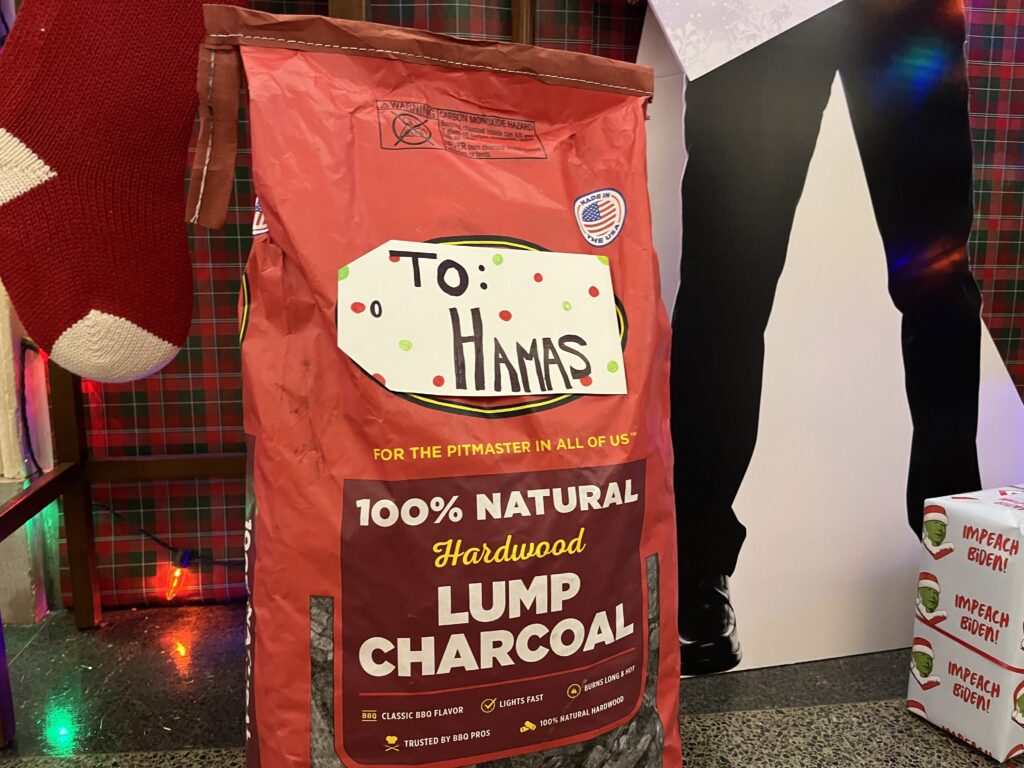 WARNING
CARBON MONOXIDE HAZARD
MADE IN
THE USA
TO:
HAMAS
FOR THE PITMASTER IN ALL OF US™
100% NATURAL
Hardwood
LUMP
CHARCOAL
BBQ CLASSIC BBQ FLAVOR
LIGHTS FAST
BURNS LONG & HOT
TRUSTED BY BBQ PROS
100% NATURAL HARDWOOD
IMPEACH
BIDEN!
IMPEACH
BIDEN!
IMPEACH
BIDEN!